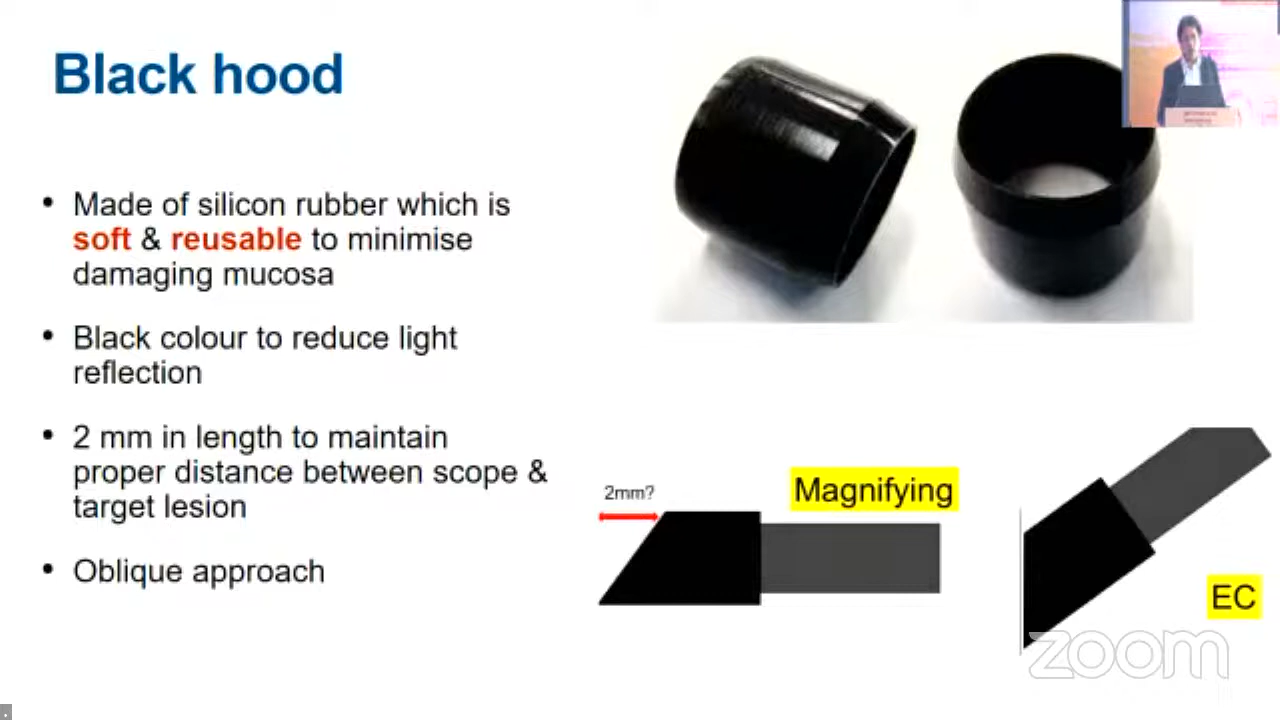 Black hood
• Made of silicon rubber which is
soft & reusable to minimise
damaging mucosa
• Black colour to reduce light
reflection
• 2 mm in length to maintain
proper distance between scope &
target lesion
• Oblique approach
2mm?
Magnifying
EC
zoom